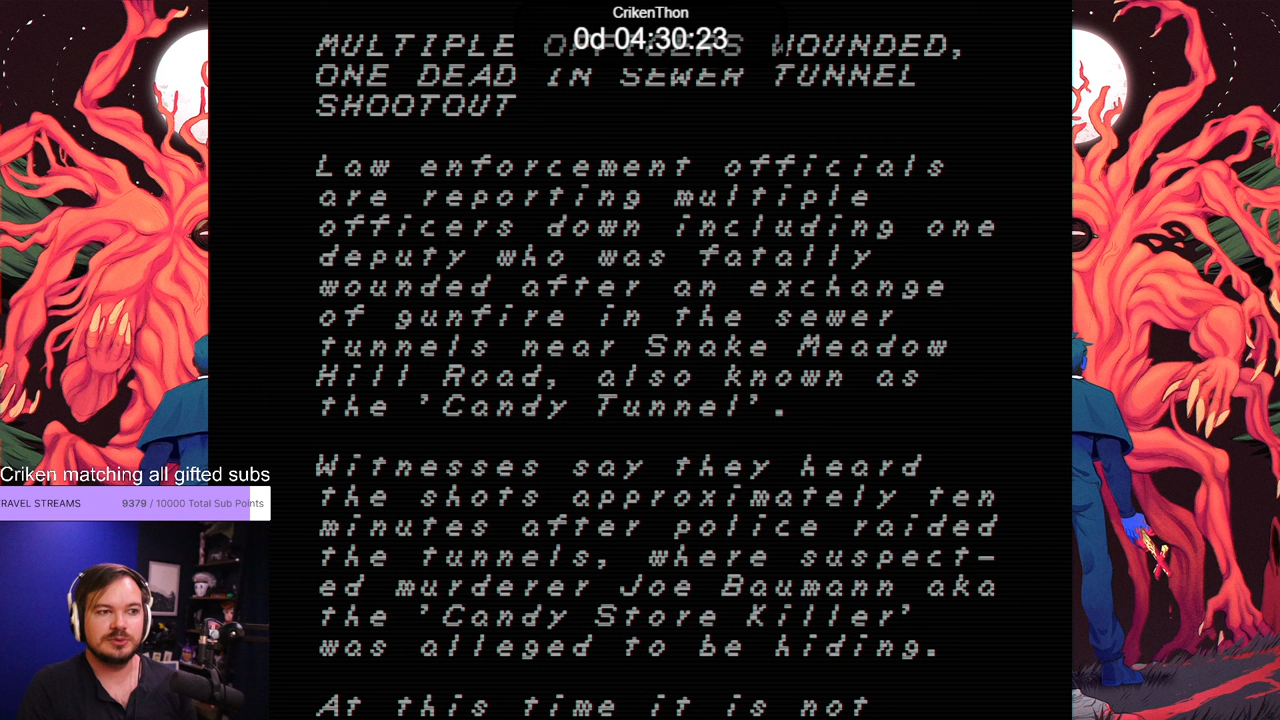 CrikenThon
0d 04:30:23
MULTIPLE OFFICERS WOUNDED,
ONE DEAD IN SEWER TUNNEL
SHOOTOUT
Law enforcement officials
are reporting multiple
officers down including one
deputy who was fatally
wounded after an exchange
of gunfire in the sewer
tunnels near Snake Meadow
Hill Road, also known as
the 'Candy Tunnel'.
Witnesses say they heard
the shots approximately ten
minutes after police raided
the tunnels, where suspect-
ed murderer Joe Baumann aka
the 'Candy Store Killer'
was alleged to be hiding.
At this time it is not
Criken matching all gifted subs
RAVEL STREAMS 9379 / 10000 Total Sub Points